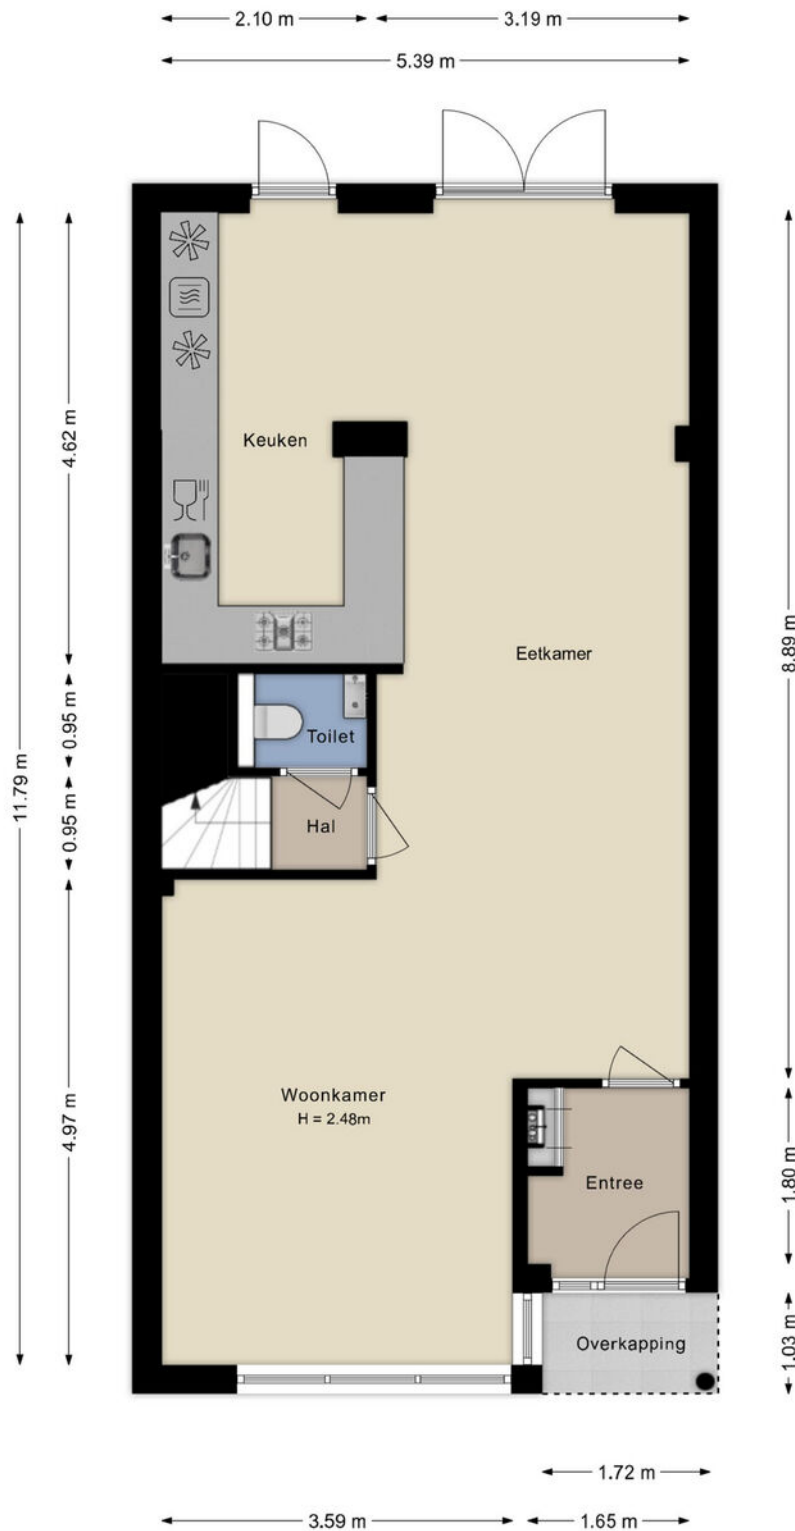 2.10 m
3.19 m
5.39 m
Keuken
4.62 m
8.89 m
Eetkamer
0.95 m
Toilet
11.79 m
0.95 m
Hal
Woonkamer
H = 2.48m
4.97 m
Entree
1.80 m
Overkapping
1.03 m
1.72 m
3.59 m
1.65 m